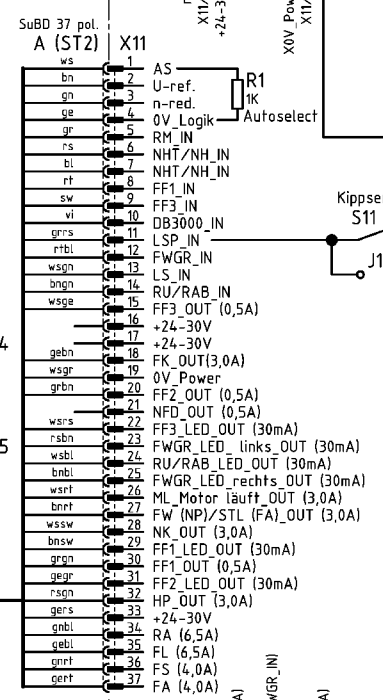 SuBD 37 pol.
A (ST2) X11
ws 1 AS
bn 2 U-ref.
gn 3 n-red.
ge 4 0V_Logik
gr 5 RM_IN
rs 6 NHT/NH_IN
bl 7 NHT/NH_IN
rt 8 FF1_IN
sw 9 FF3_IN
vi 10 DB3000_IN
grrs 11 LSP_IN
rtbl 12 FWGR_IN
wsgn 13 LS_IN
bngn 14 RU/RAB_IN
wsge 15 FF3_OUT (0,5A)
16 +24-30V
17 +24-30V
gebn 18 FK_OUT(3,0A)
wsgr 19 0V_Power
grbn 20 FF2_OUT (0,5A)
21 NFD_OUT (0,5A)
wsrs 22 FF3_LED_OUT (30mA)
rsbn 23 FWGR_LED_ links_OUT (30mA)
wsbl 24 RU/RAB_LED_OUT (30mA)
bnbl 25 FWGR_LED_rechts_OUT (30mA)
wsrt 26 ML_Motor läuft_OUT (3,0A)
bnrt 27 FW (NP)/STL (FA)_OUT (3,0A)
wssw 28 NK_OUT (3,0A)
bnsw 29 FF1_LED_OUT (30mA)
grgn 30 FF1_OUT (0,5A)
gegr 31 FF2_LED_OUT (30mA)
rsgn 32 HP_OUT (3,0A)
gers 33 +24-30V
gnbl 34 RA (6,5A)
gebl 35 FL (6,5A)
gnrt 36 FS (4,0A)
gert 37 FA (4,0A)
R1
1K
Autoselect
Kippse
S11
J1
4
5
X11/
+24-3
X0V_Pow
X11/
A)
WGR_IN)
A)